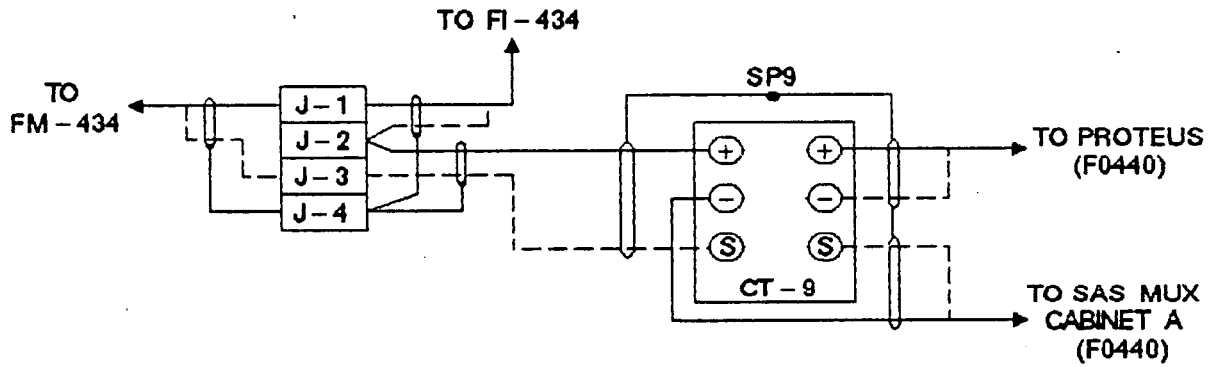 TO FI-434
TO
FM-434
J-1
J-2
J-3
J-4
SP9
+
+
-
-
S
S
CT-9
TO PROTEUS
(F0440)
TO SAS MUX
CABINET A
(F0440)